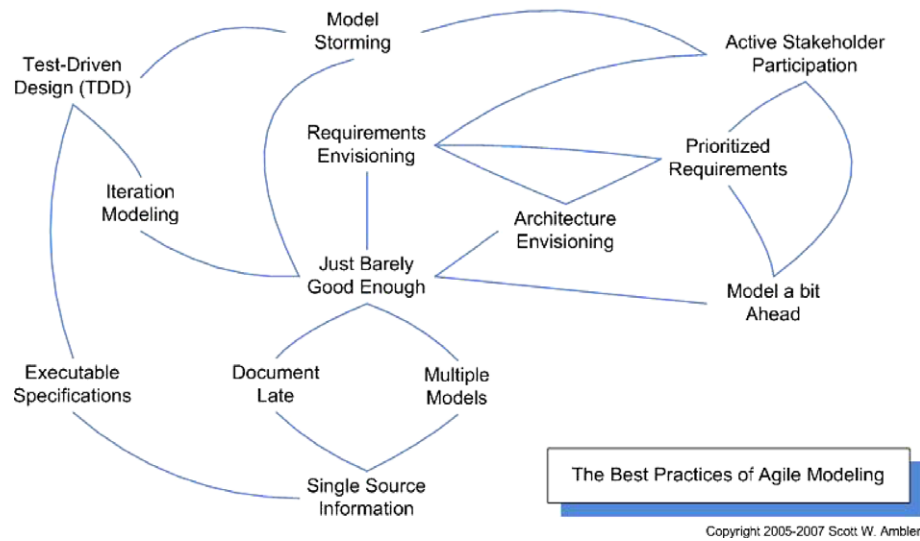 Model
Storming
Active Stakeholder
Participation
Test-Driven
Design (TDD)
Requirements
Envisioning
Prioritized
Requirements
Iteration
Modeling
Architecture
Envisioning
Just Barely
Good Enough
Model a bit
Ahead
Executable
Specifications
Document
Late
Multiple
Models
Single Source
Information
The Best Practices of Agile Modeling
Copyright 2005-2007 Scott W. Ambler